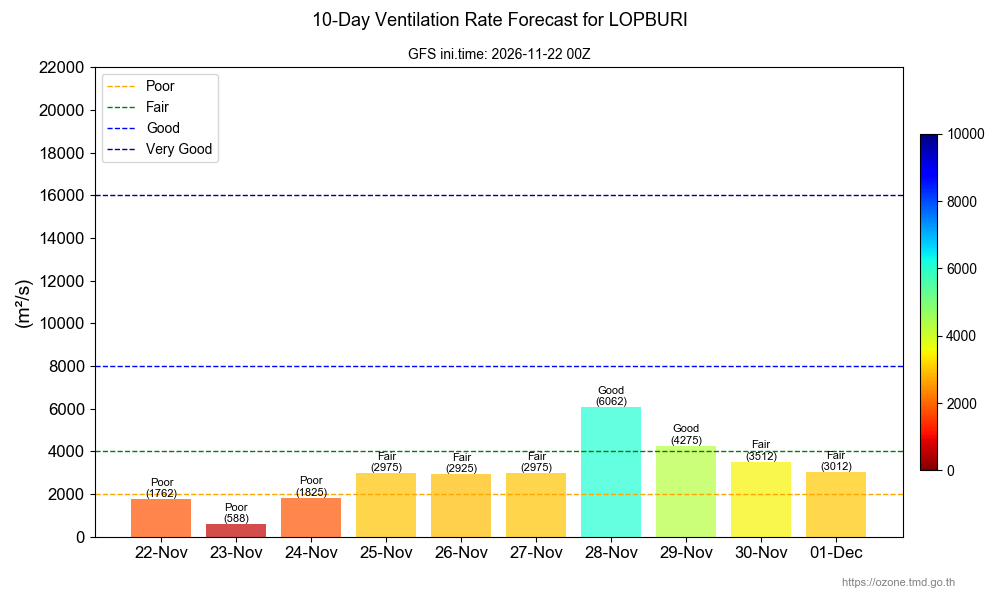 10-Day Ventilation Rate Forecast for LOPBURI
GFS ini.time: 2026-11-22 00Z
22000
20000
18000
16000
14000
12000
10000
8000
6000
4000
2000
0
(m²/s)
Poor
Fair
Good
Very Good
Poor
(1762)
Poor
(588)
Poor
(1825)
Fair
(2975)
Fair
(2925)
Fair
(2975)
Good
(6062)
Good
(4275)
Fair
(3512)
Fair
(3012)
22-Nov
23-Nov
24-Nov
25-Nov
26-Nov
27-Nov
28-Nov
29-Nov
30-Nov
01-Dec
10000
8000
6000
4000
2000
0
https://ozone.tmd.go.th